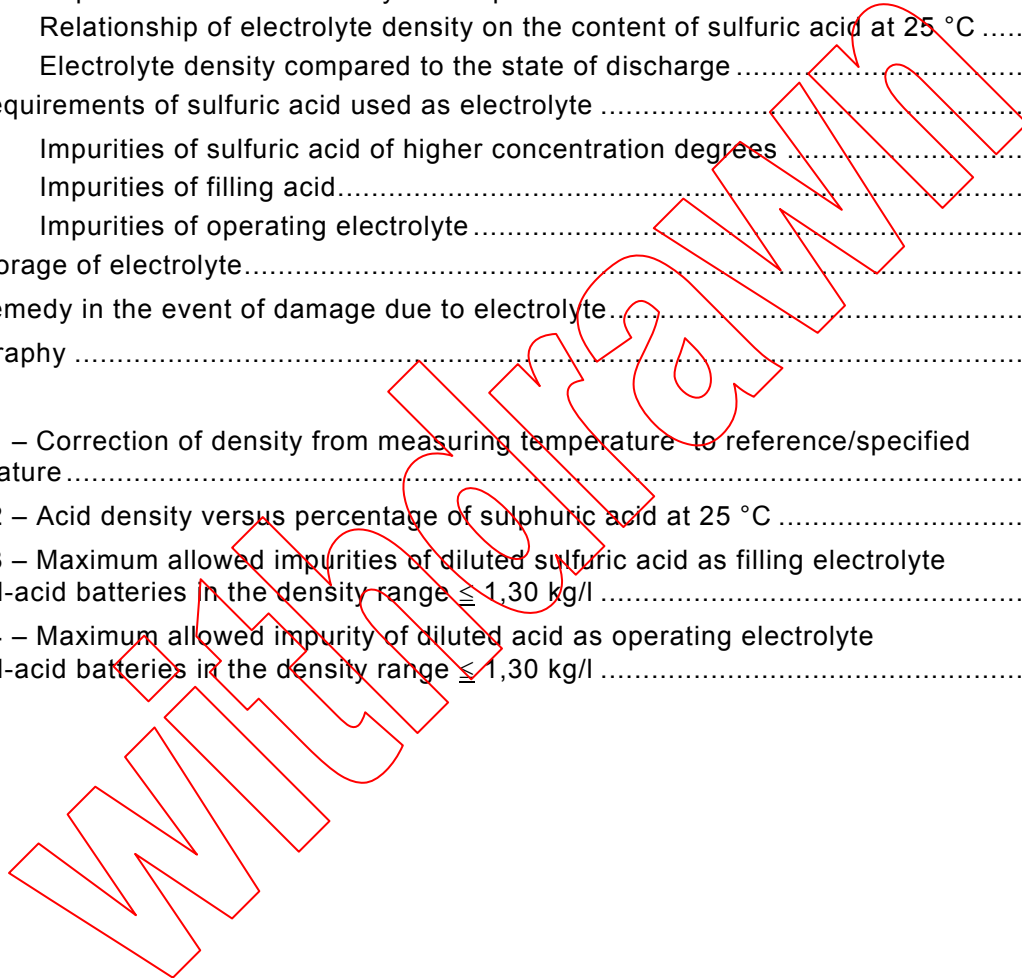 Relationship of electrolyte density on the content of sulfuric acid at 25 °C .....
Electrolyte density compared to the state of discharge ..........................................
equirements of sulfuric acid used as electrolyte ..........................................................
Impurities of sulfuric acid of higher concentration degrees ..................................
Impurities of filling acid...............................................................................................
Impurities of operating electrolyte ............................................................................
orage of electrolyte.......................................................................................................
emedy in the event of damage due to electrolyte.........................................................
raphy ............................................................................................................................
– Correction of density from measuring temperature to reference/specified
ature .............................................................................................................................
2 – Acid density versus percentage of sulphuric acid at 25 °C ..................................
3 – Maximum allowed impurities of diluted sulfuric acid as filling electrolyte
l-acid batteries in the density range ≤ 1,30 kg/l ..........................................................
– Maximum allowed impurity of diluted acid as operating electrolyte
l-acid batteries in the density range ≤ 1,30 kg/l ..........................................................
withdrawn